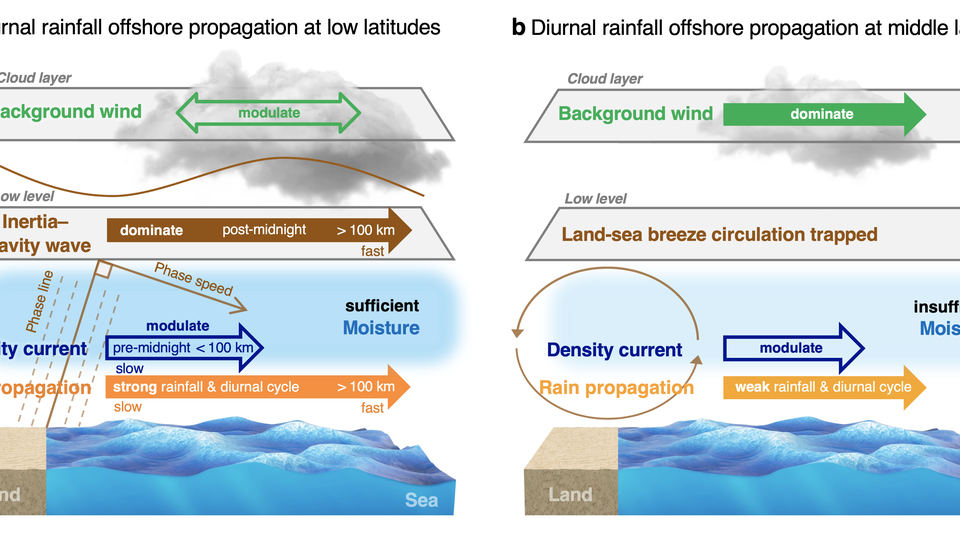 rnal rainfall offshore propagation at low latitudes
Cloud layer
ackground wind
modulate
ow level
Inertia–
avity wave
dominate post-midnight > 100 km
fast
Phase line
Phase speed
sufficient
Moisture
modulate
ity current
pre-midnight < 100 km
slow
ropagation
strong rainfall & diurnal cycle > 100 km
slow fast
nd
Sea
b Diurnal rainfall offshore propagation at middle la
Cloud layer
Background wind
dominate
Low level
Land-sea breeze circulation trapped
insuff
Mois
Density current
modulate
Rain propagation
weak rainfall & diurnal cycle
Land